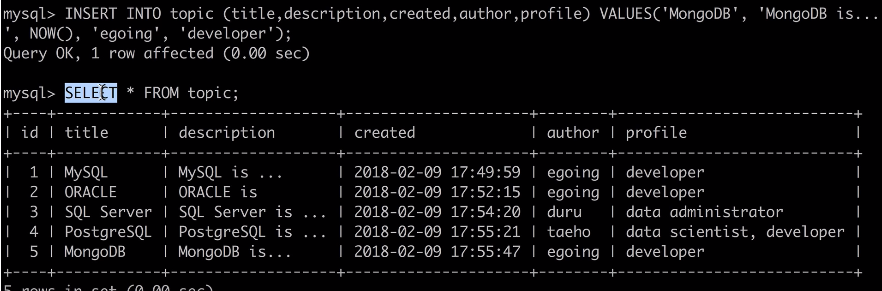 mysql> INSERT INTO topic (title,description,created,author,profile) VALUES('MongoDB', 'MongoDB is...
', NOW(), 'egoing', 'developer');
Query OK, 1 row affected (0.00 sec)
mysql> SELECT * FROM topic;
+----+------------+-------------------+---------------------+--------+---------------------------+
| id | title | description | created | author | profile |
+----+------------+-------------------+---------------------+--------+---------------------------+
| 1 | MySQL | MySQL is ... | 2018-02-09 17:49:59 | egoing | developer |
| 2 | ORACLE | ORACLE is | 2018-02-09 17:52:15 | egoing | developer |
| 3 | SQL Server | SQL Server is ... | 2018-02-09 17:54:20 | duru | data administrator |
| 4 | PostgreSQL | PostgreSQL is ... | 2018-02-09 17:55:21 | taeho | data scientist, developer |
| 5 | MongoDB | MongoDB is... | 2018-02-09 17:55:47 | egoing | developer |
+----+------------+-------------------+---------------------+--------+---------------------------+
5 rows in set (0.00 sec)